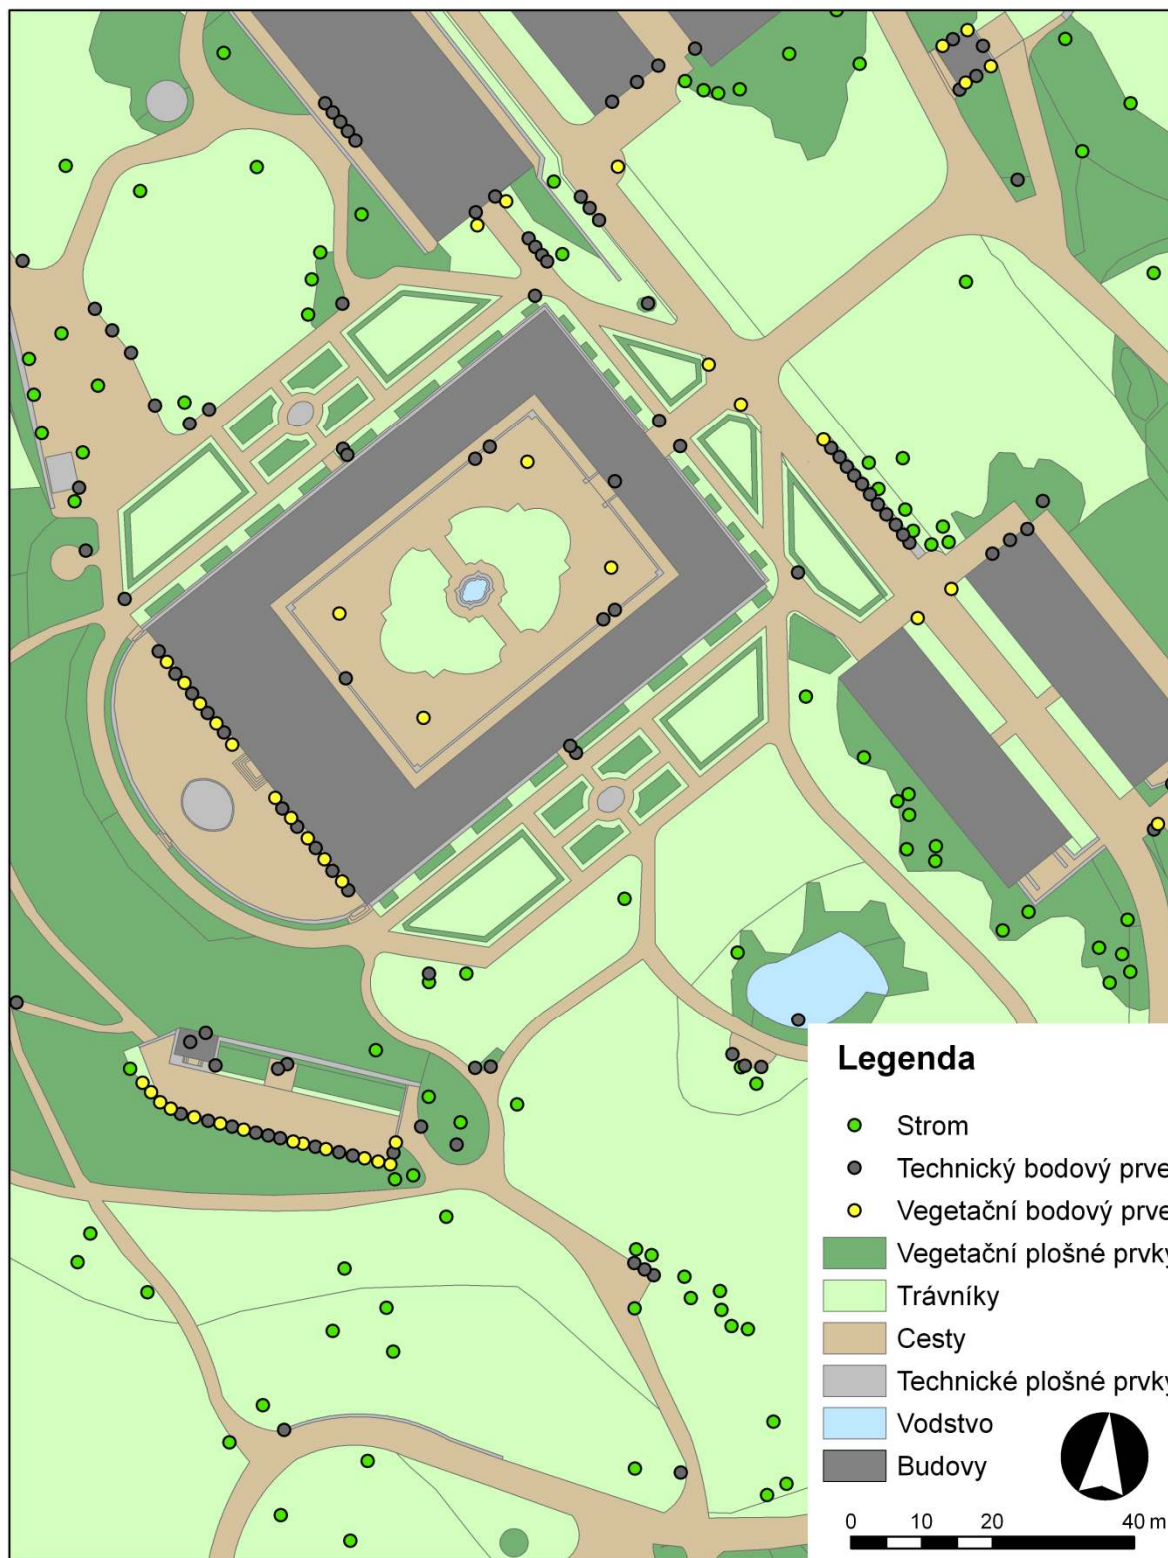 Legenda
Strom
Technický bodový prve
Vegetační bodový prve
Vegetační plošné prvky
Trávníky
Cesty
Technické plošné prvky
Vodstvo
Budovy
0 10 20 40 m